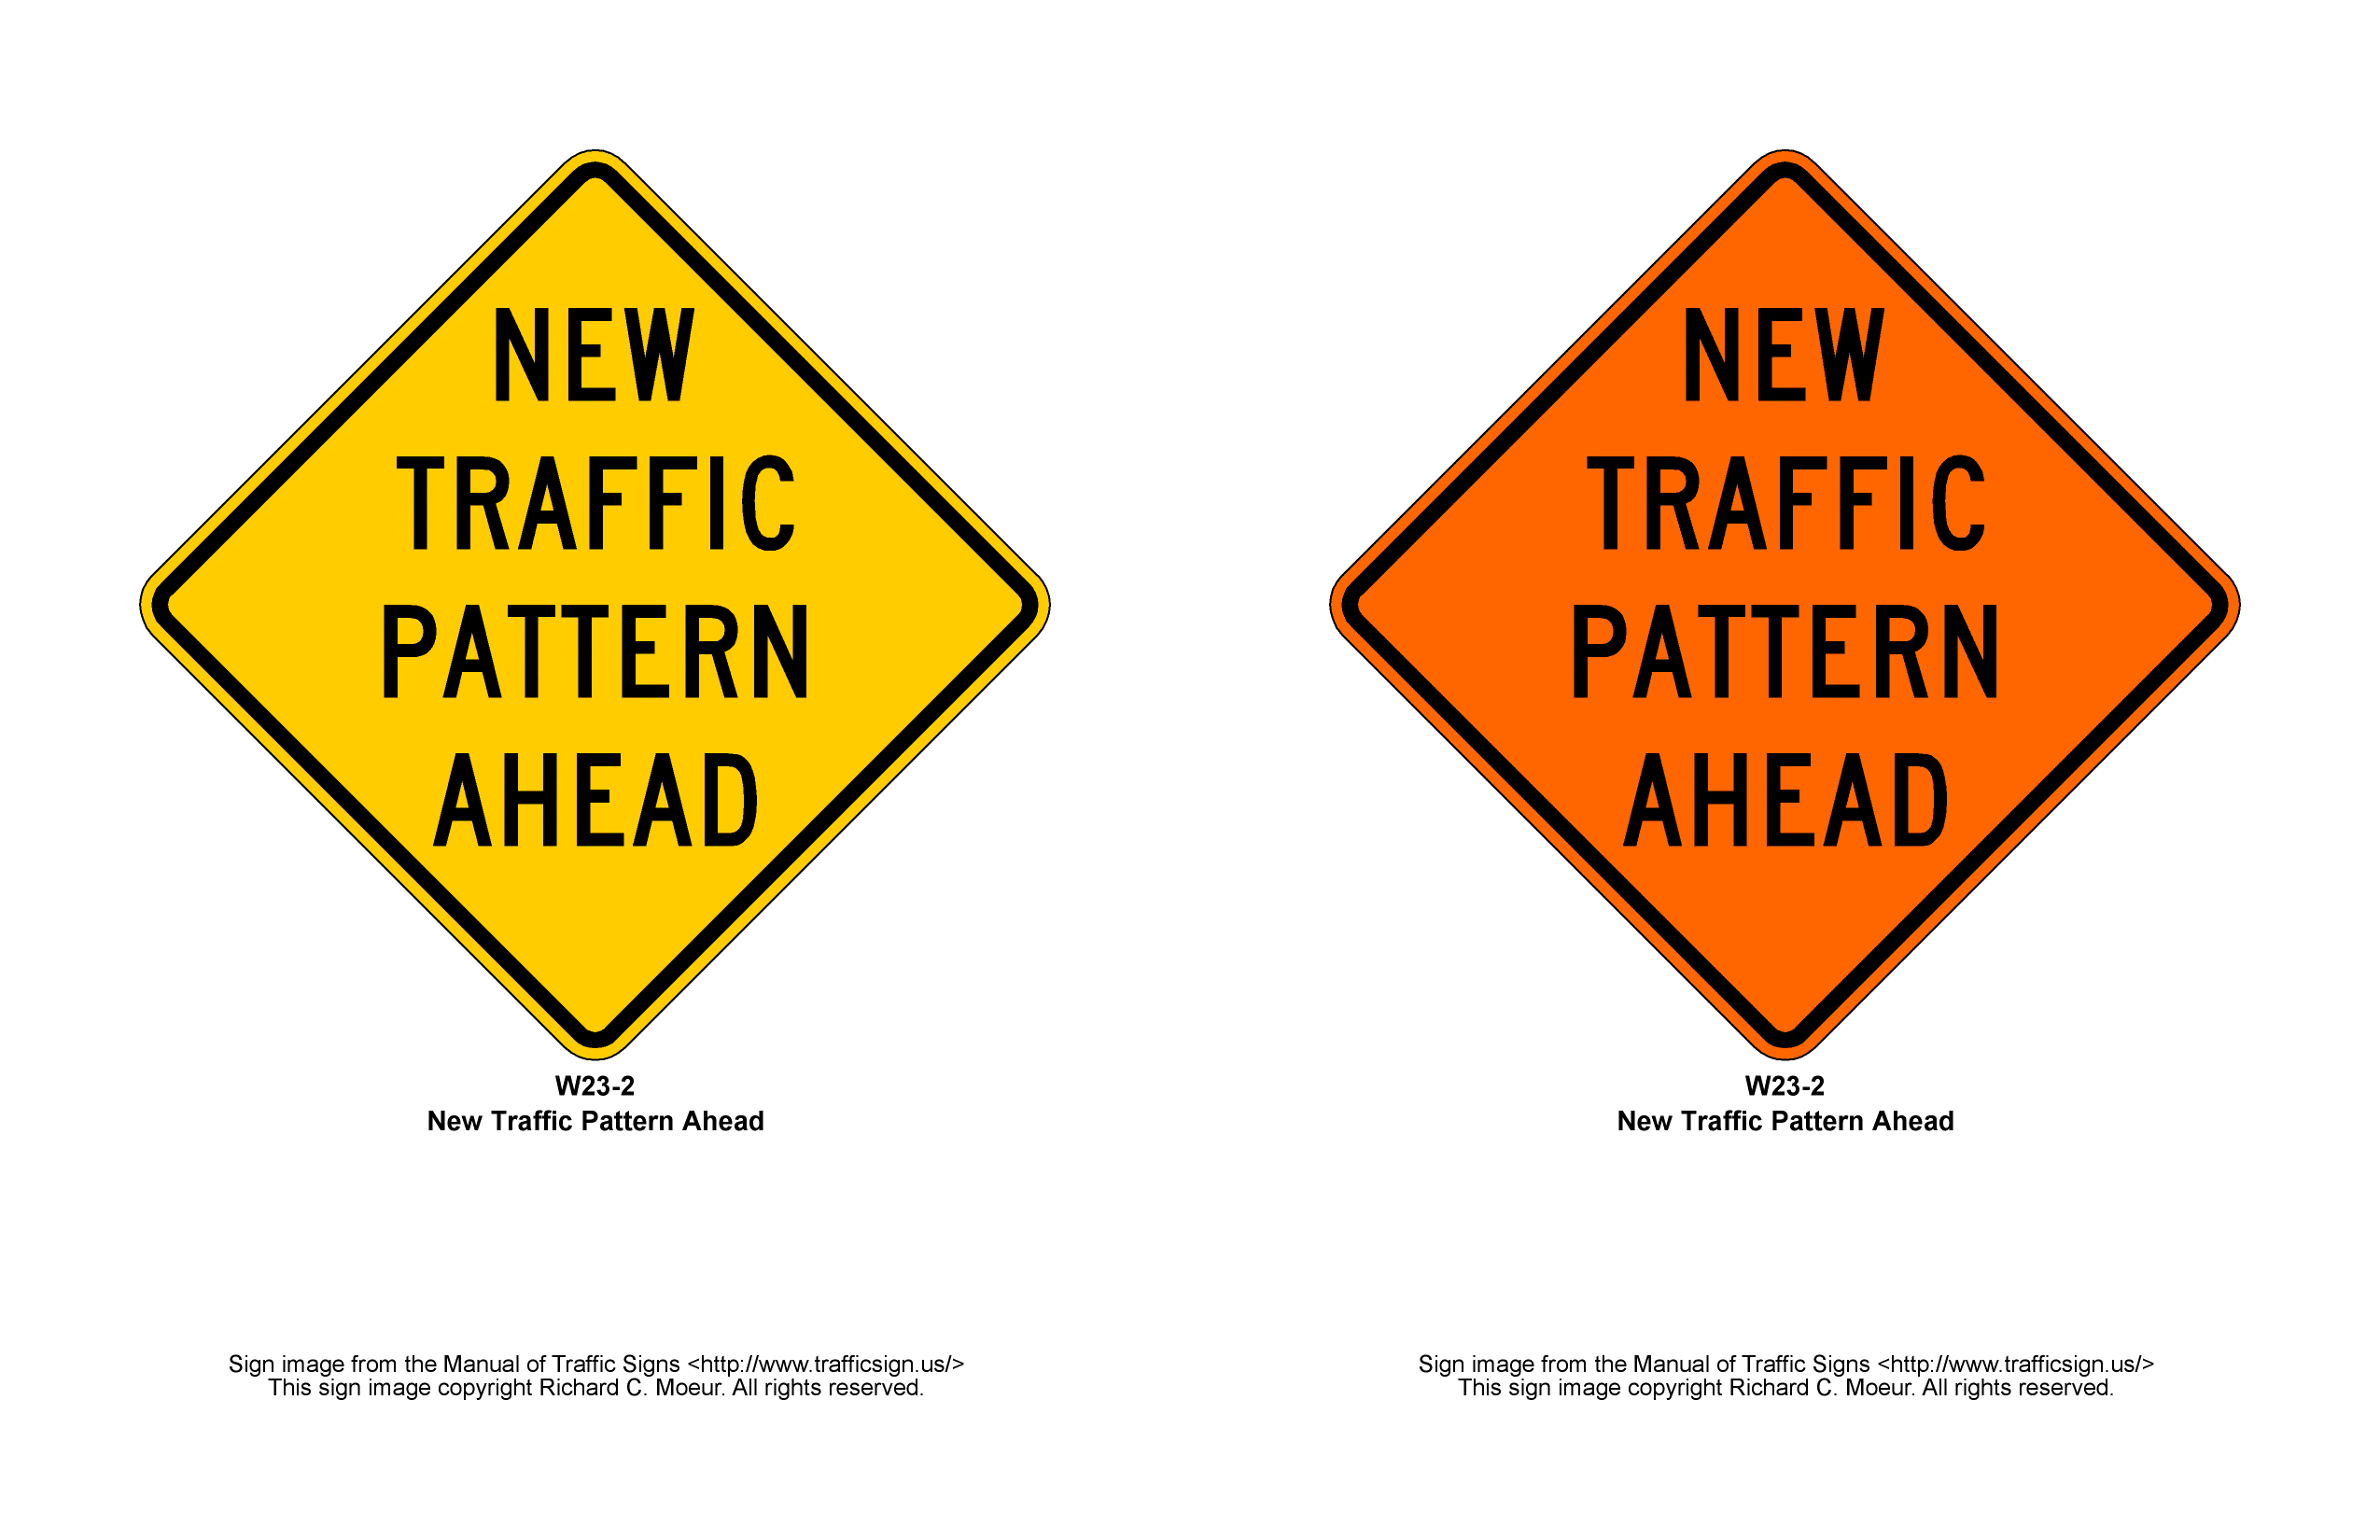 NEW
TRAFFIC
PATTERN
AHEAD
W23-2
New Traffic Pattern Ahead
Sign image from the Manual of Traffic Signs <http://www.trafficsign.us/>
This sign image copyright Richard C. Moeur. All rights reserved.
NEW
TRAFFIC
PATTERN
AHEAD
W23-2
New Traffic Pattern Ahead
Sign image from the Manual of Traffic Signs <http://www.trafficsign.us/>
This sign image copyright Richard C. Moeur. All rights reserved.